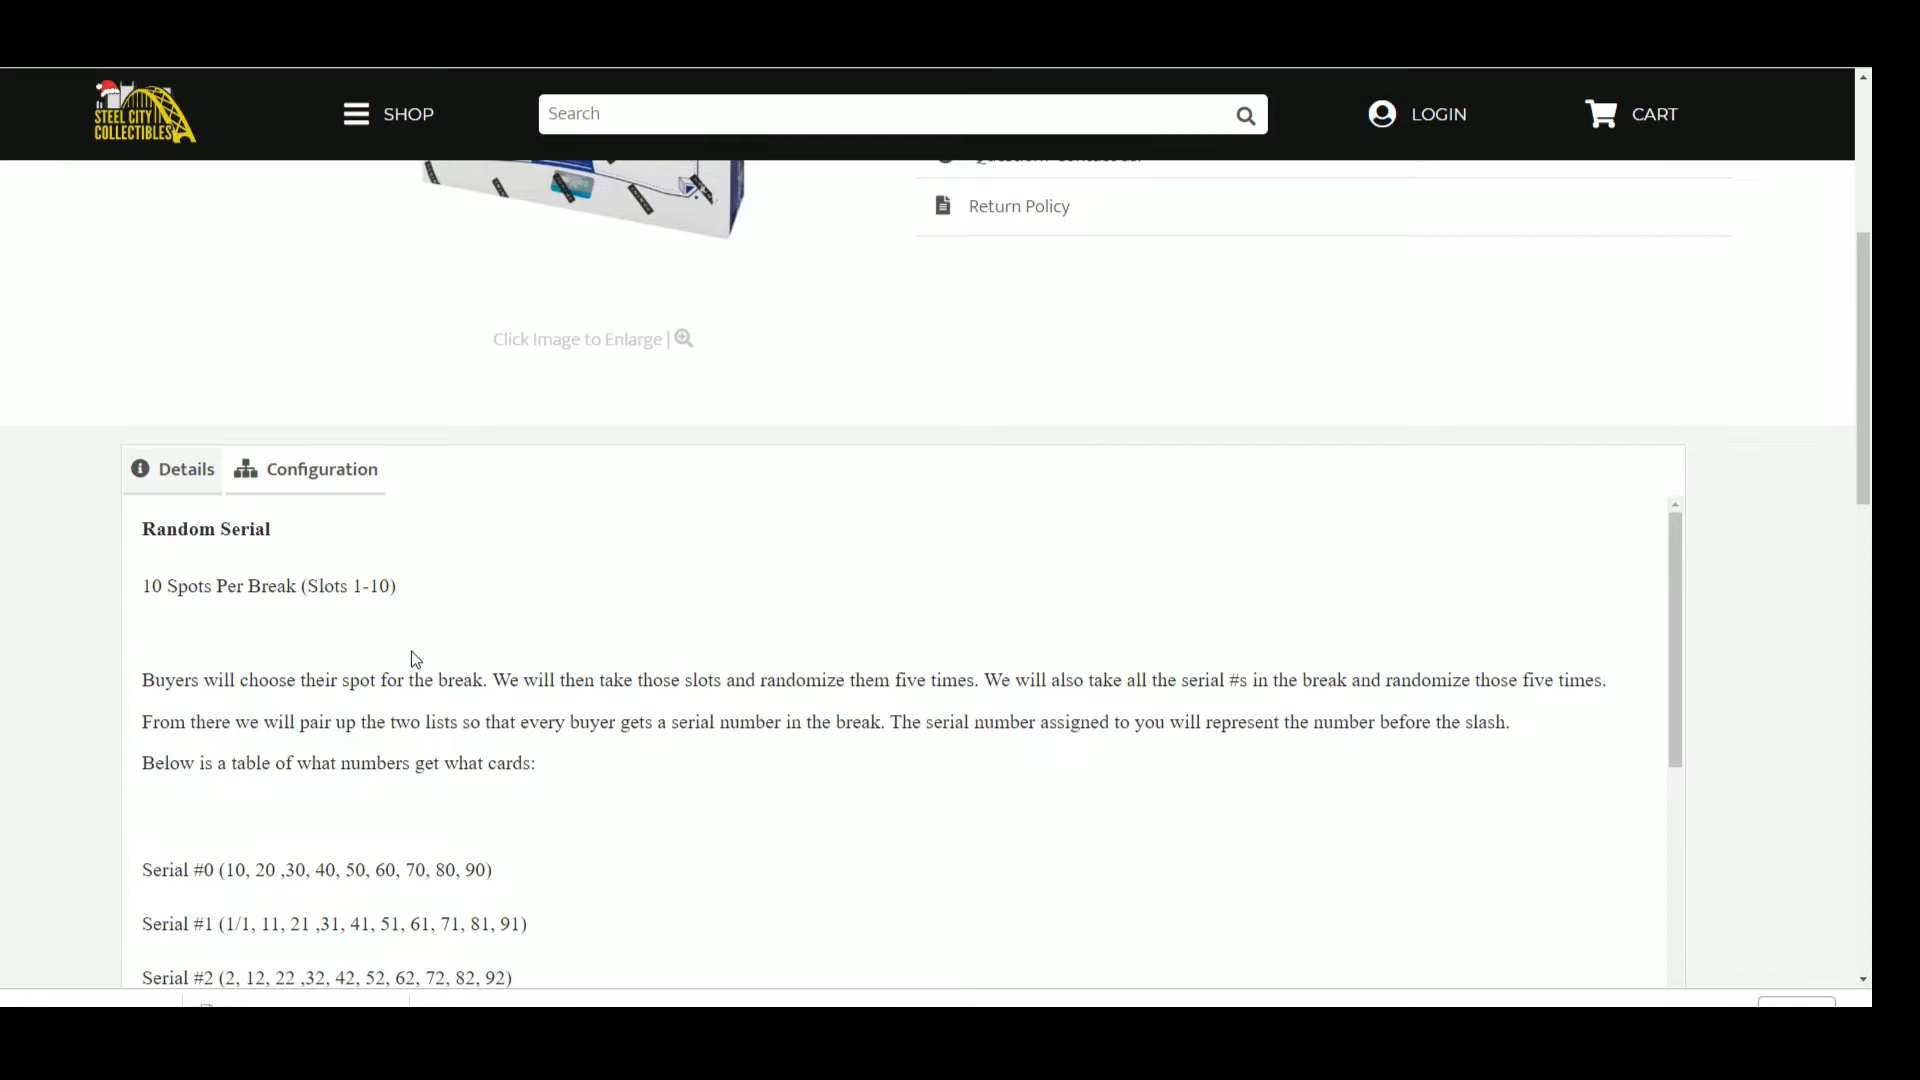 STEEL CITY
COLLECTIBLES
SHOP
Search
LOGIN
CART
Return Policy
Click Image to Enlarge |
Details
Configuration
Random Serial
10 Spots Per Break (Slots 1-10)
Buyers will choose their spot for the break. We will then take those slots and randomize them five times. We will also take all the serial #s in the break and randomize those five times.
From there we will pair up the two lists so that every buyer gets a serial number in the break. The serial number assigned to you will represent the number before the slash.
Below is a table of what numbers get what cards:
Serial #0 (10, 20 ,30, 40, 50, 60, 70, 80, 90)
Serial #1 (1/1, 11, 21 ,31, 41, 51, 61, 71, 81, 91)
Serial #2 (2, 12, 22 ,32, 42, 52, 62, 72, 82, 92)